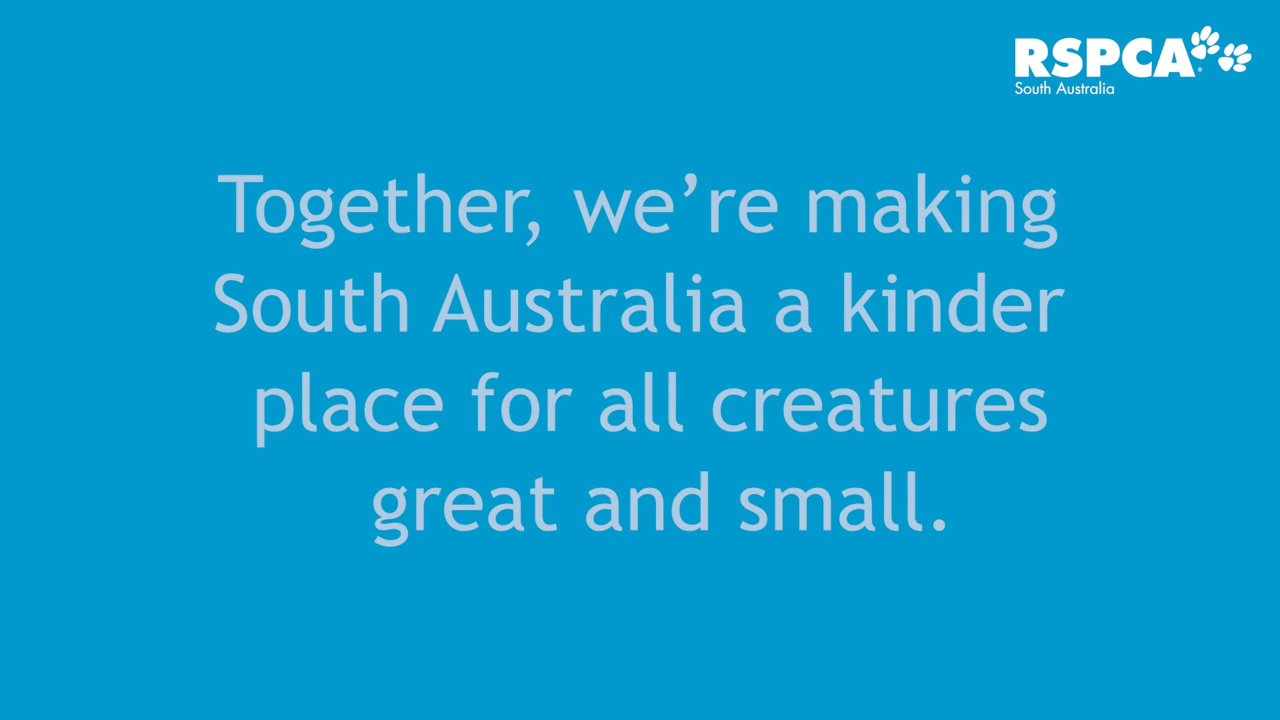 RSPCA
South Australia
Together, we’re making
South Australia a kinder
place for all creatures
great and small.